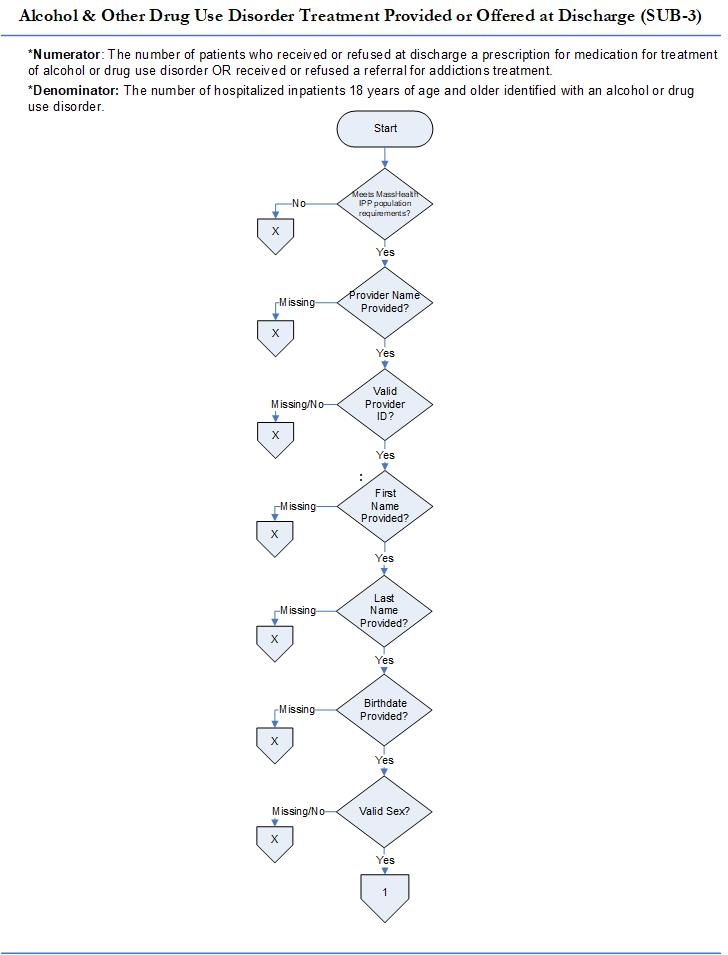 Alcohol & Other Drug Use Disorder Treatment Provided or Offered at Discharge (SUB-3)
*Numerator: The number of patients who received or refused at discharge a prescription for medication for treatment
of alcohol or drug use disorder OR received or refused a referral for addictions treatment.
*Denominator: The number of hospitalized inpatients 18 years of age and older identified with an alcohol or drug
use disorder.
Start
Meets MassHealth
IPP population
requirements?
No
X
Yes
Provider Name
Provided?
Missing
X
Yes
Valid
Provider
ID?
Missing/No
X
Yes
:
First
Name
Provided?
Missing
X
Yes
Last
Name
Provided?
Missing
X
Yes
Birthdate
Provided?
Missing
X
Yes
Valid Sex?
Missing/No
X
Yes
1